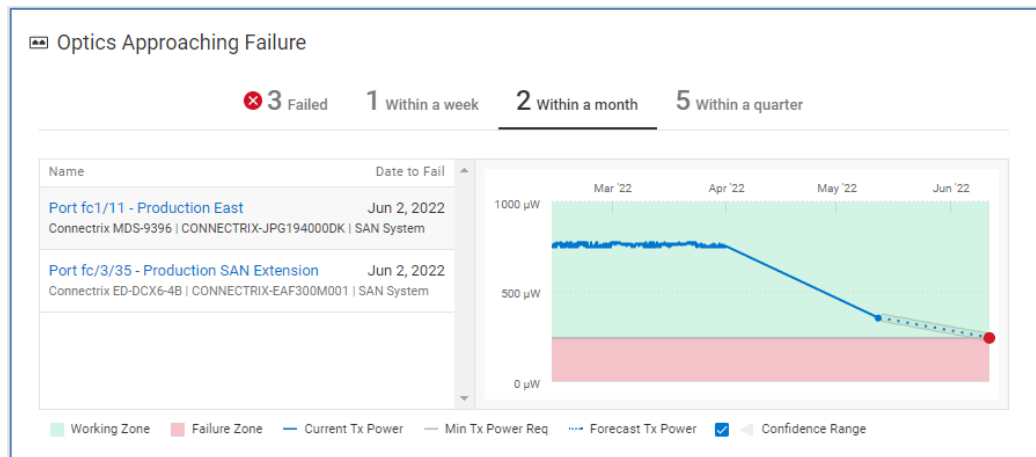 Optics Approaching Failure
3 Failed 1 Within a week 2 Within a month 5 Within a quarter
Name Date to Fail
Port fc1/11 - Production East Jun 2, 2022
Connectrix MDS-9396 | CONNECTRIX-JPG194000DK | SAN System
Port fc/3/35 - Production SAN Extension Jun 2, 2022
Connectrix ED-DCX6-4B | CONNECTRIX-EAF300M001 | SAN System
Mar '22 Apr '22 May '22 Jun '22
1000 µW
500 µW
0 µW
Working Zone Failure Zone Current Tx Power Min Tx Power Req Forecast Tx Power Confidence Range